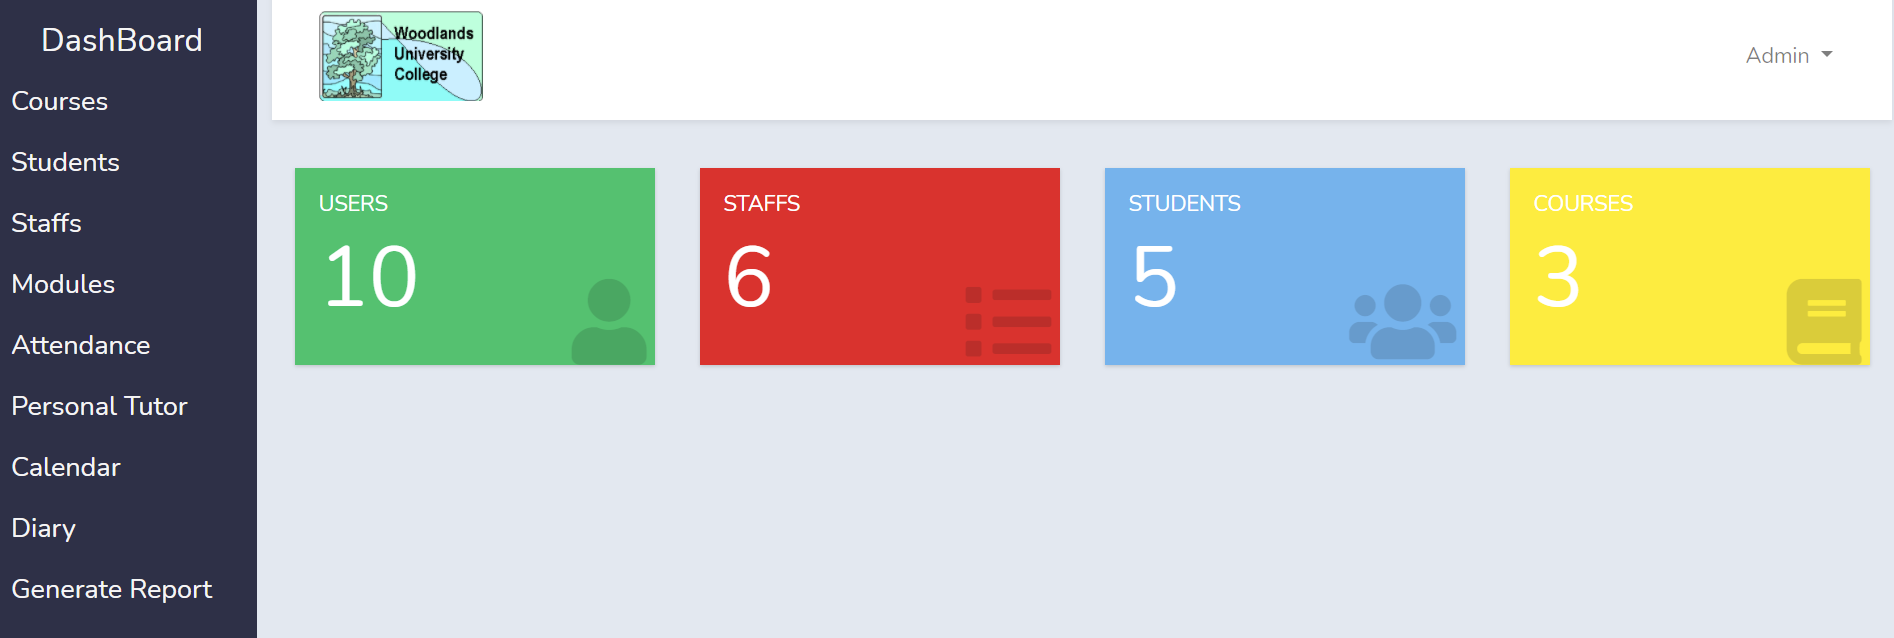 DashBoard
Courses
Students
Staffs
Modules
Attendance
Personal Tutor
Calendar
Diary
Generate Report
Woodlands
University
College
Admin
USERS
10
STAFFS
6
STUDENTS
5
COURSES
3